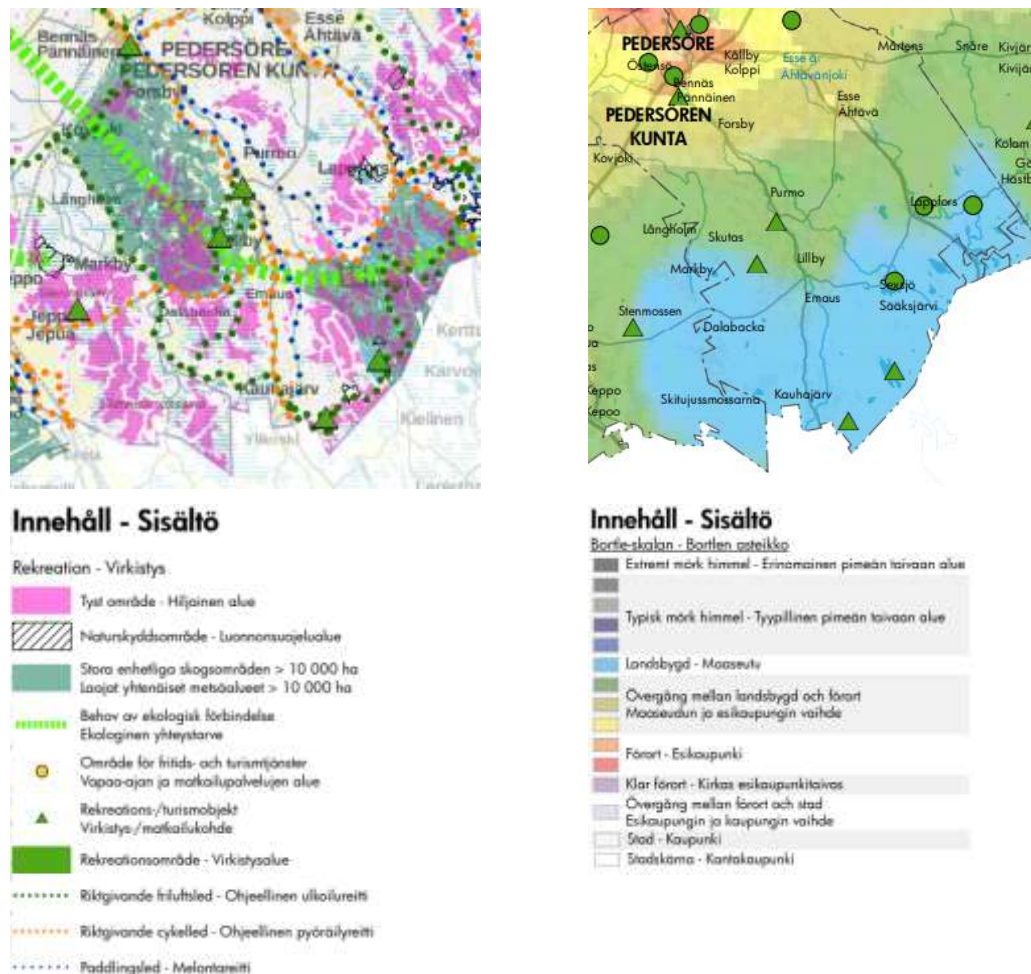 Kolppi
Esse
Ähtävä
Bennäs
Pännäinen
PEDERSÖRE
PEDERSÖREN KUNTA
Forsby
Purmo
Markby
Emaus
Jepua
Kauhajärv
Kielinen
PEDERSÖRE
Östensö
Källby
Kolppi
Esse å
Ähtävänjoki
Mårtens
Snåre
Bennäs
Pännäinen
PEDERSÖREN
KUNTA
Forsby
Esse
Ähtävä
Kovjoki
Purmo
Lappfors
Långholm
Skutas
Markby
Lillby
Emaus
Sexsjö
Sääksjärvi
Stenmossen
Dalabacka
Keppo
Kepoo
Skitujussmossarna
Kauhajärv
Innehåll - Sisältö
Rekreation - Virkistys
Tyst område - Hiljainen alue
Naturskyddsområde - Luonnonsuojelualue
Stora enhetliga skogsområden > 10 000 ha
Laajat yhtenäiset metsäalueet > 10 000 ha
Behov av ekologisk förbindelse
Ekologinen yhteystarve
Område för fritids- och turismtjänster
Vapaa-ajan ja matkailupalvelujen alue
Rekreations-/turismobjekt
Virkistys-/matkailukohde
Rekreationsområde - Virkistysalue
Riktgivande friluftsled - Ohjeellinen ulkoilureitti
Riktgivande cykelled - Ohjeellinen pyöräilyreitti
Paddlingsled - Melontareitti
Innehåll - Sisältö
Bortle-skalan - Bortlen asteikko
Extremt mörk himmel - Erinomainen pimeän taivaan alue
Typisk mörk himmel - Tyypillinen pimeän taivaan alue
Landsbygd - Maaseutu
Övergång mellan landsbygd och förort
Maaseudun ja esikaupungin vaihde
Förort - Esikaupunki
Klar förort - Kirkas esikaupunkitaivas
Övergång mellan förort och stad
Esikaupungin ja kaupungin vaihde
Stad - Kaupunki
Stadskärna - Kantakaupunki